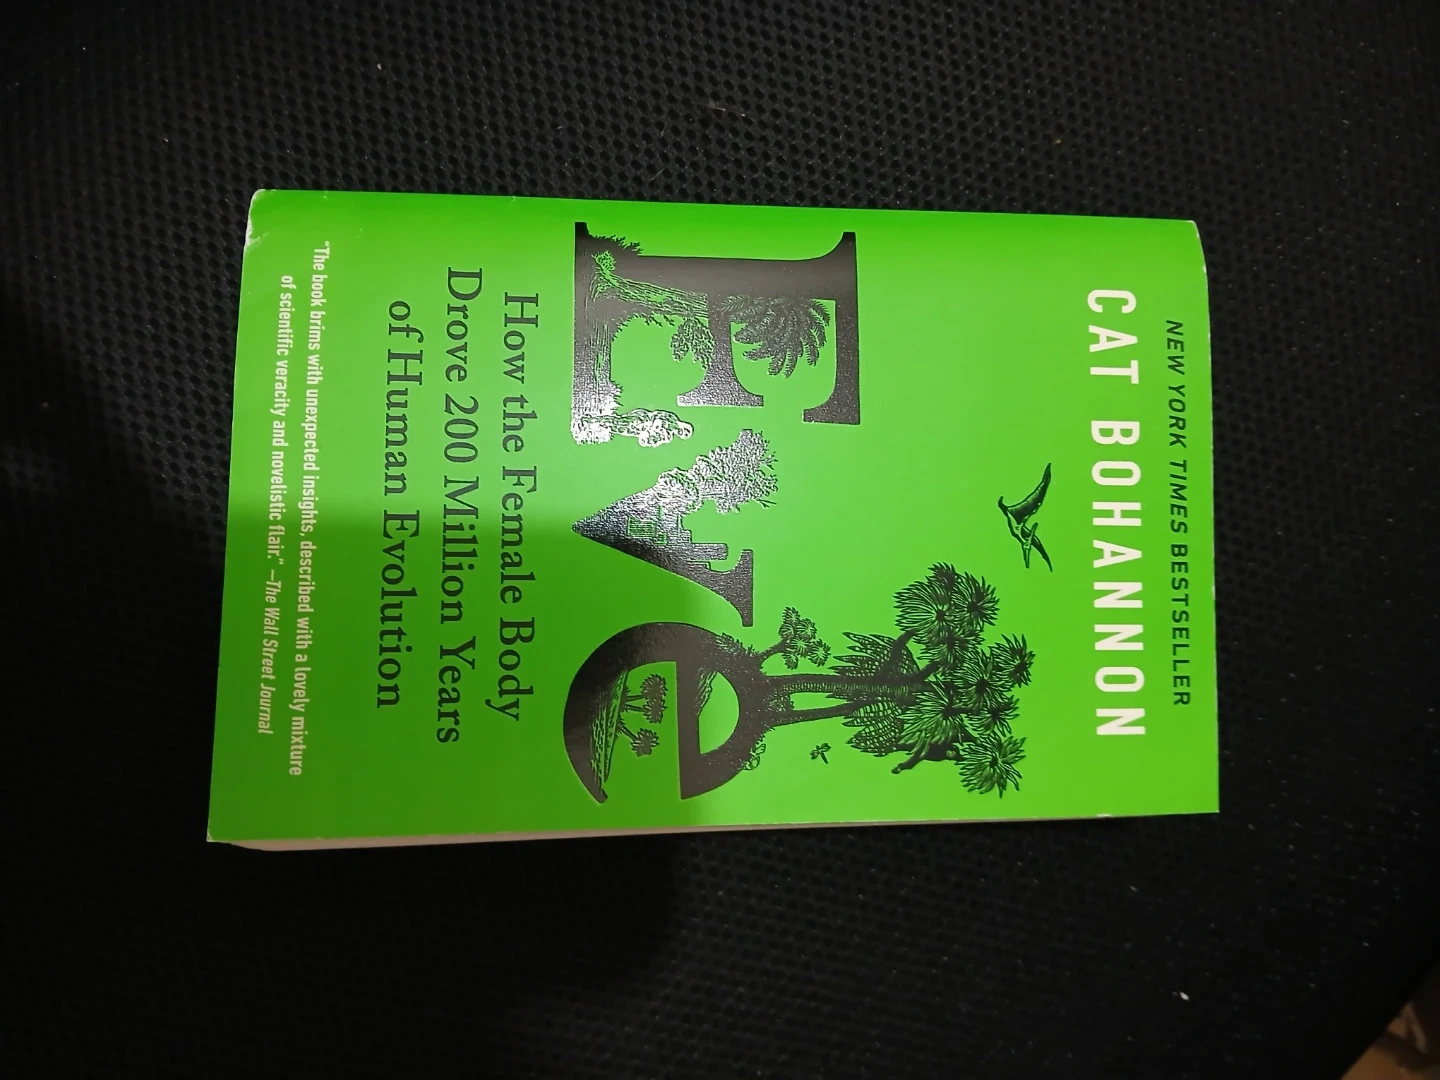 NEW YORK TIMES BESTSELLER
CAT BOHANNON
Eve
How the Female Body
Drove 200 Million Years
of Human Evolution
“The book brims with unexpected insights, described with a lovely mixture
of scientific veracity and novelistic flair.” —The Wall Street Journal